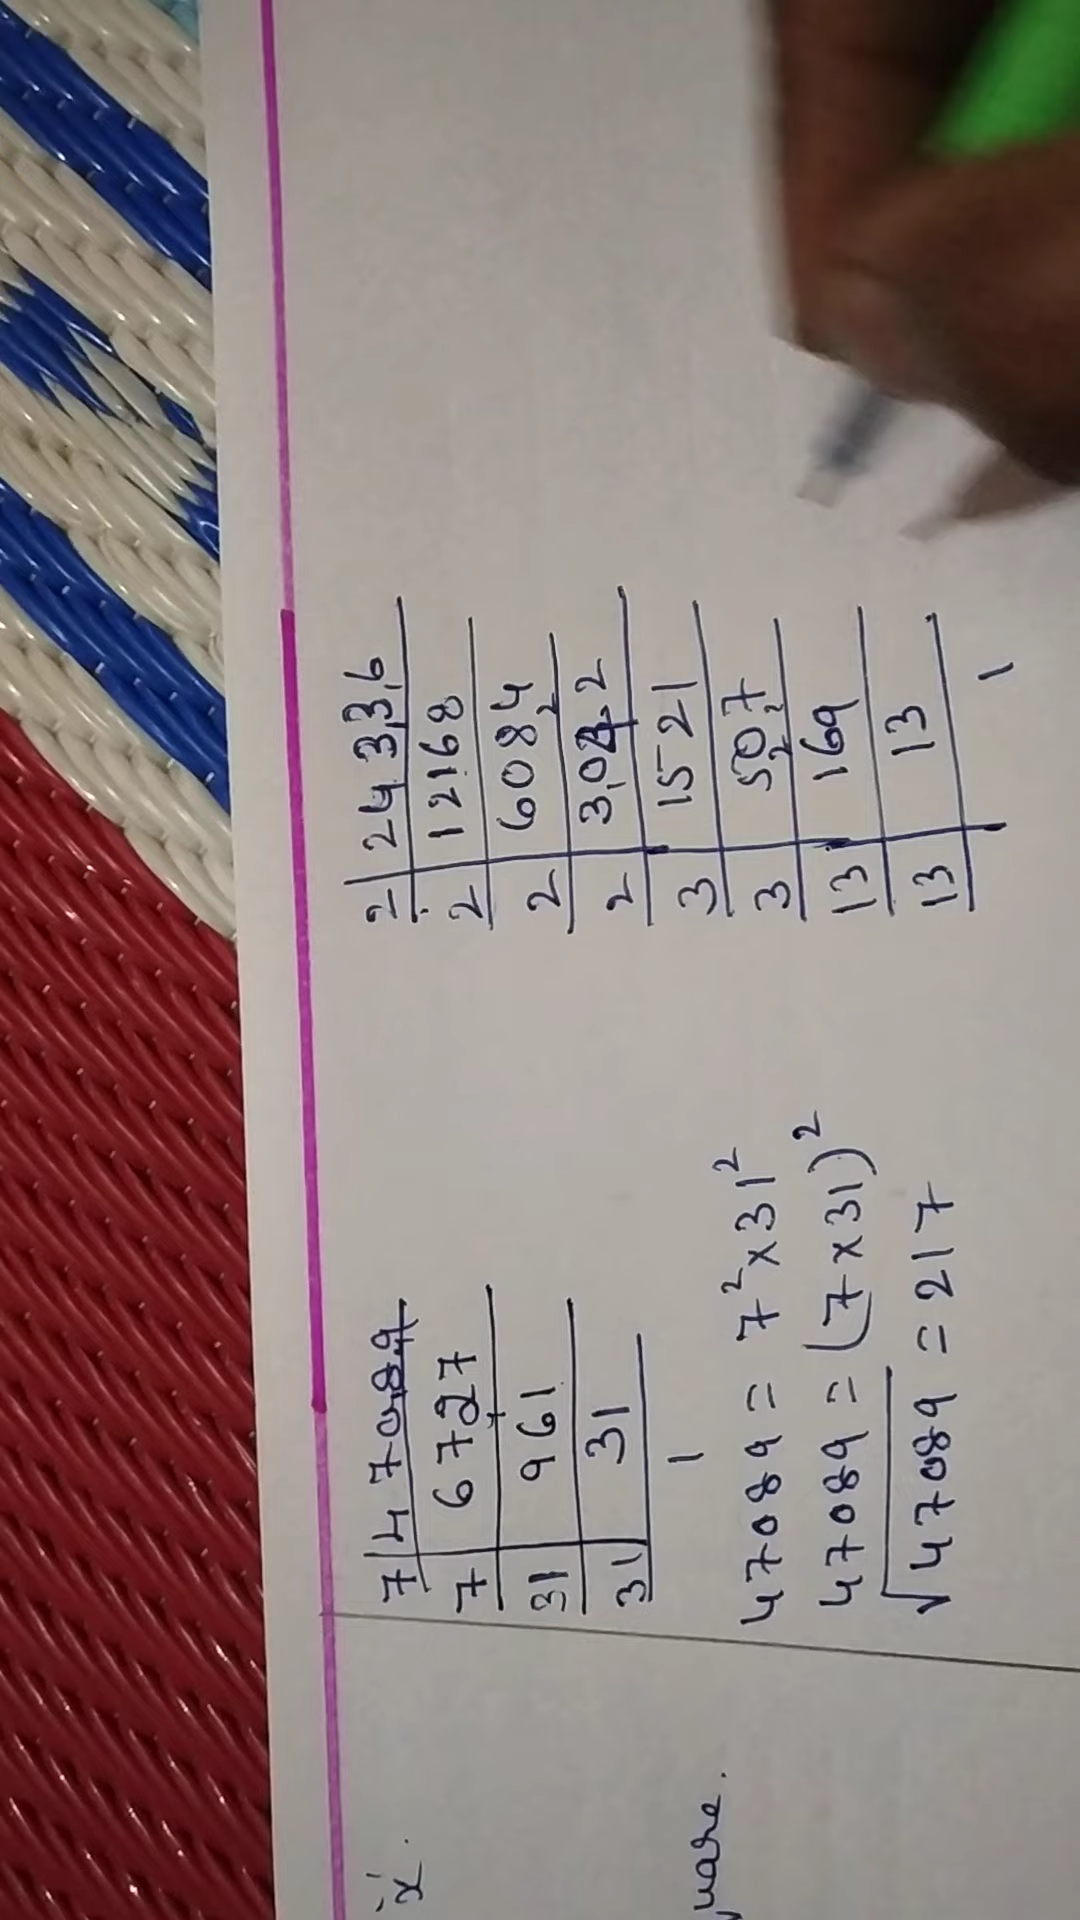 x.
uare.
7 | 47089
7 | 6727
31 | 961
31 | 31
1
47089 = 7² × 31²
47089 = (7 × 31)²
√47089 = 217
2 | 24336
2 | 12168
2 | 6084
2 | 3042
3 | 1521
3 | 507
13 | 169
13 | 13
1